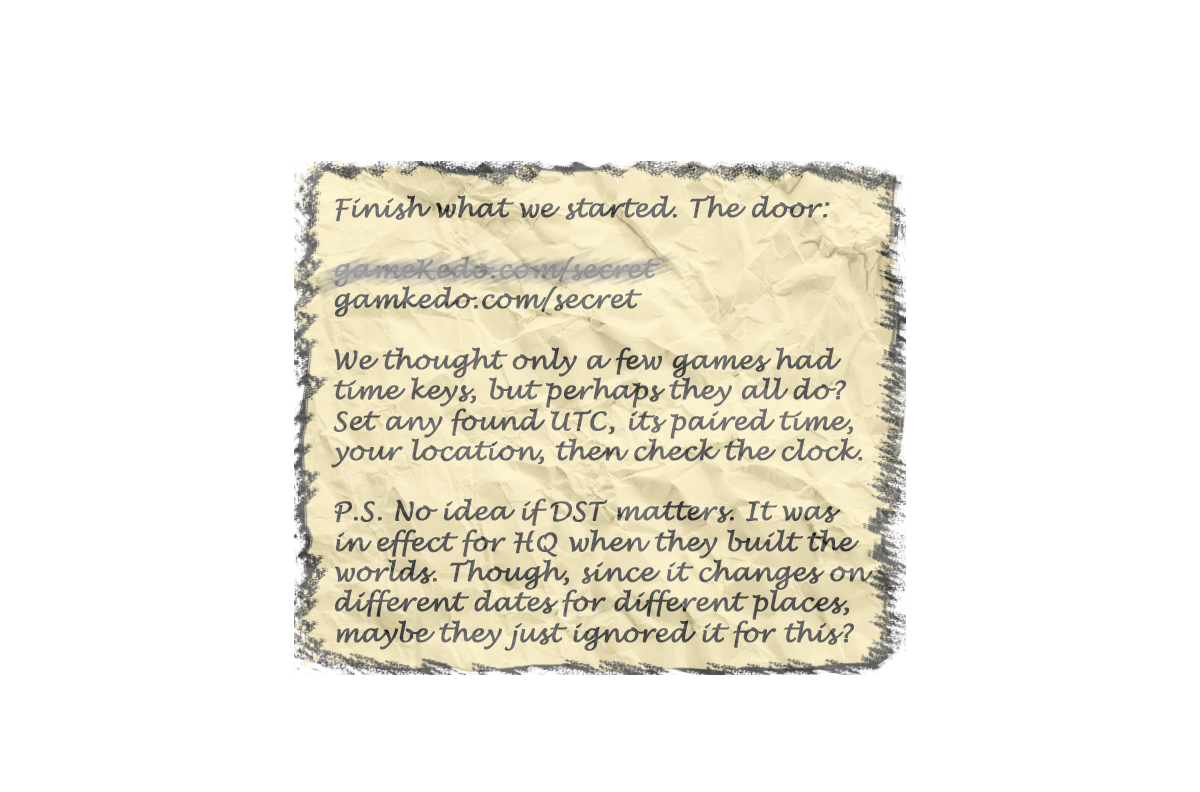 Finish what we started. The door:
gameKedo.com/secret
gamkedo.com/secret
We thought only a few games had
time keys, but perhaps they all do?
Set any found UTC, its paired time,
your location, then check the clock.
P.S. No idea if DST matters. It was
in effect for HQ when they built the
worlds. Though, since it changes on
different dates for different places,
maybe they just ignored it for this?